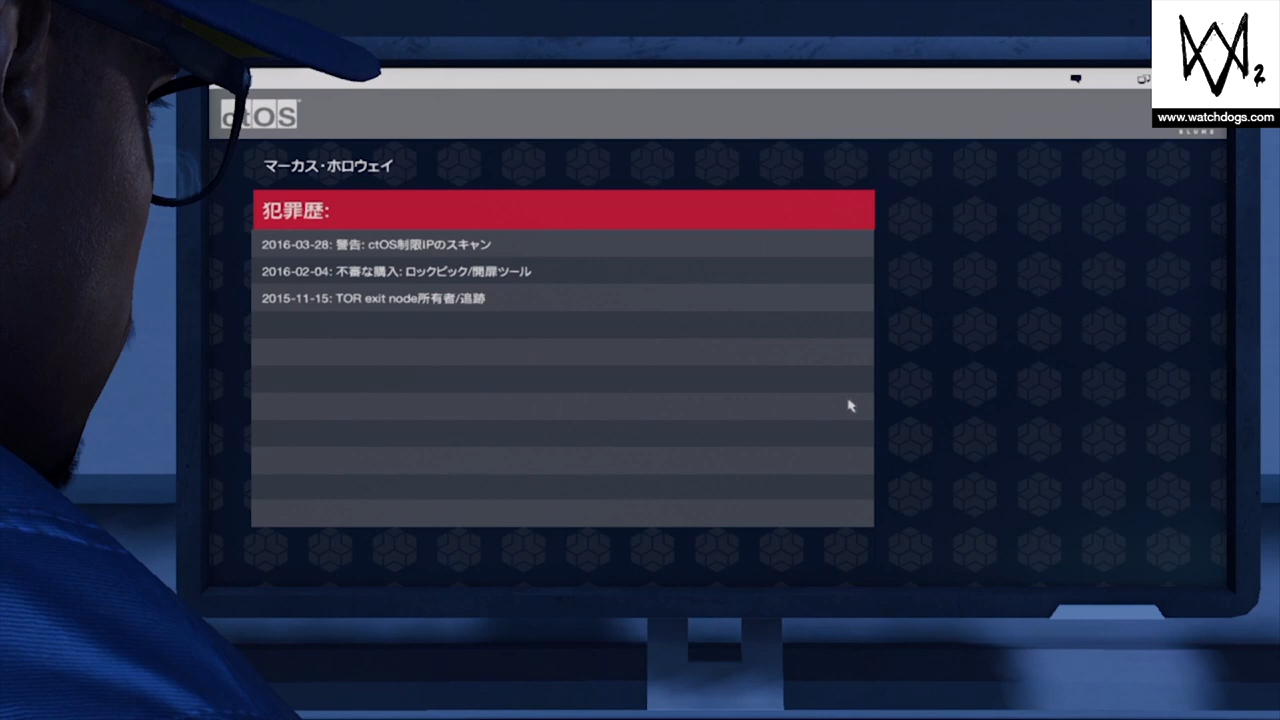 2
www.watchdogs.com
ctOS
BLUME
マーカス・ホロウェイ
犯罪歴:
2016-03-28: 警告: ctOS制限IPのスキャン
2016-02-04: 不審な購入: ロックピック/開扉ツール
2015-11-15: TOR exit node所有者/追跡